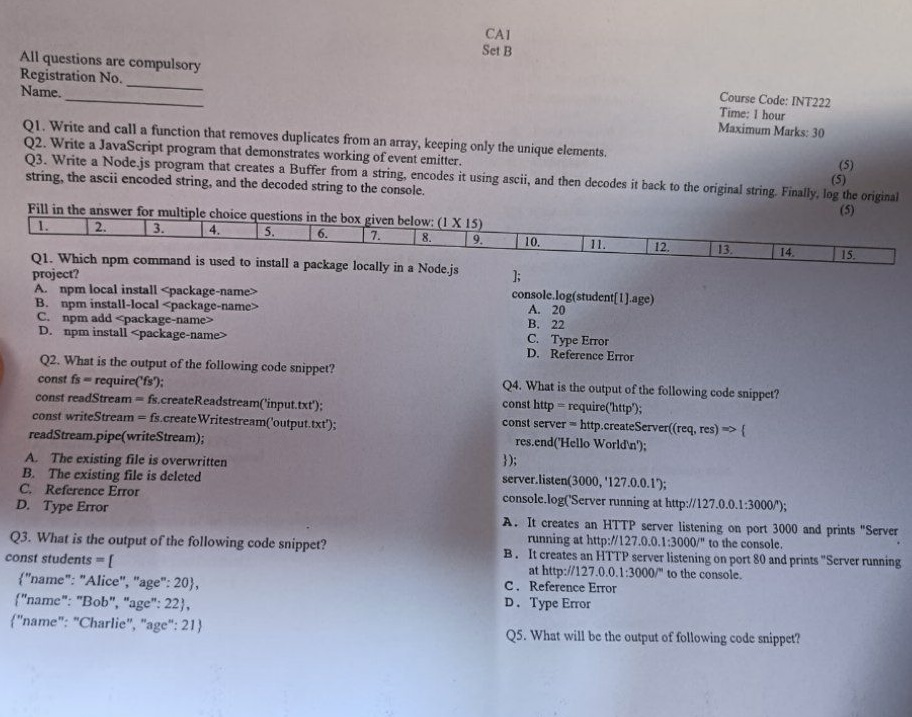 CA1
Set B
All questions are compulsory
Registration No. ___________
Name. ____________________
Course Code: INT222
Time: 1 hour
Maximum Marks: 30
Q1. Write and call a function that removes duplicates from an array, keeping only the unique elements. (5)
Q2. Write a JavaScript program that demonstrates working of event emitter. (5)
Q3. Write a Node.js program that creates a Buffer from a string, encodes it using ascii, and then decodes it back to the original string. Finally, log the original
string, the ascii encoded string, and the decoded string to the console. (5)
Fill in the answer for multiple choice questions in the box given below: (1 X 15)
1. 2. 3. 4. 5. 6. 7. 8. 9. 10. 11. 12. 13. 14. 15.
Q1. Which npm command is used to install a package locally in a Node.js
project?
A. npm local install <package-name>
B. npm install-local <package-name>
C. npm add <package-name>
D. npm install <package-name>
Q2. What is the output of the following code snippet?
const fs = require('fs');
const readStream = fs.createReadstream('input.txt');
const writeStream = fs.createWritestream('output.txt');
readStream.pipe(writeStream);
A. The existing file is overwritten
B. The existing file is deleted
C. Reference Error
D. Type Error
Q3. What is the output of the following code snippet?
const students = [
{"name": "Alice", "age": 20},
{"name": "Bob", "age": 22},
{"name": "Charlie", "age": 21}
];
console.log(student[1].age)
A. 20
B. 22
C. Type Error
D. Reference Error
Q4. What is the output of the following code snippet?
const http = require('http');
const server = http.createServer((req, res) => {
res.end('Hello World\n');
});
server.listen(3000, '127.0.0.1');
console.log('Server running at http://127.0.0.1:3000/');
A. It creates an HTTP server listening on port 3000 and prints "Server
running at http://127.0.0.1:3000/" to the console.
B. It creates an HTTP server listening on port 80 and prints "Server running
at http://127.0.0.1:3000/" to the console.
C. Reference Error
D. Type Error
Q5. What will be the output of following code snippet?